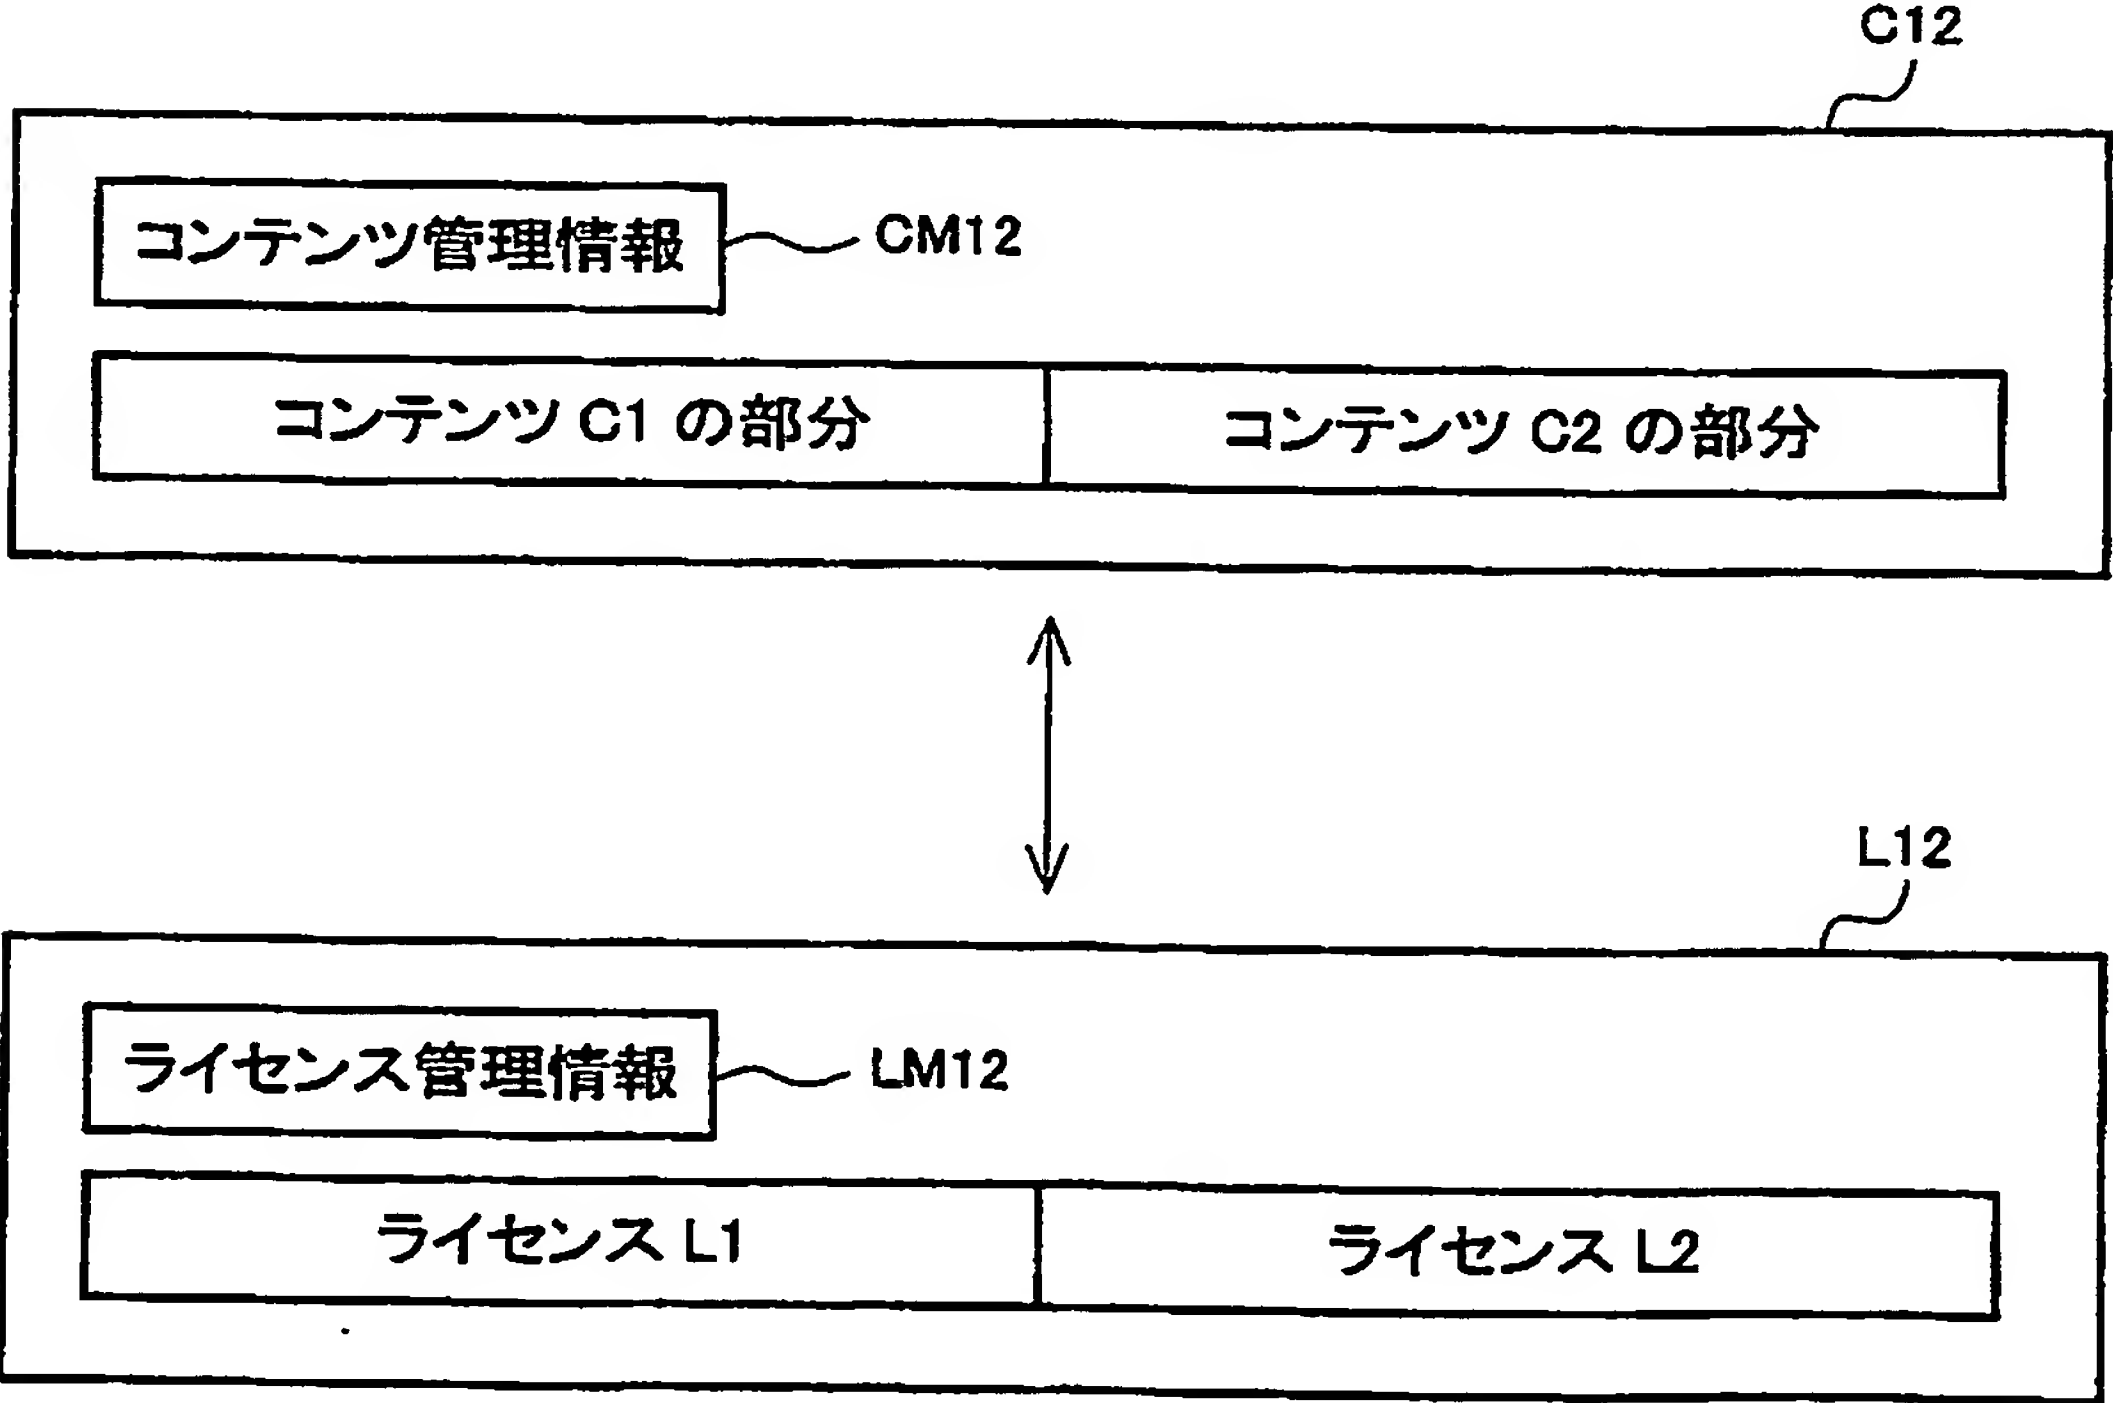 C12
コンテンツ管理情報 CM12
コンテンツ C1 の部分 コンテンツ C2 の部分
L12
ライセンス管理情報 LM12
ライセンス L1 ライセンス L2